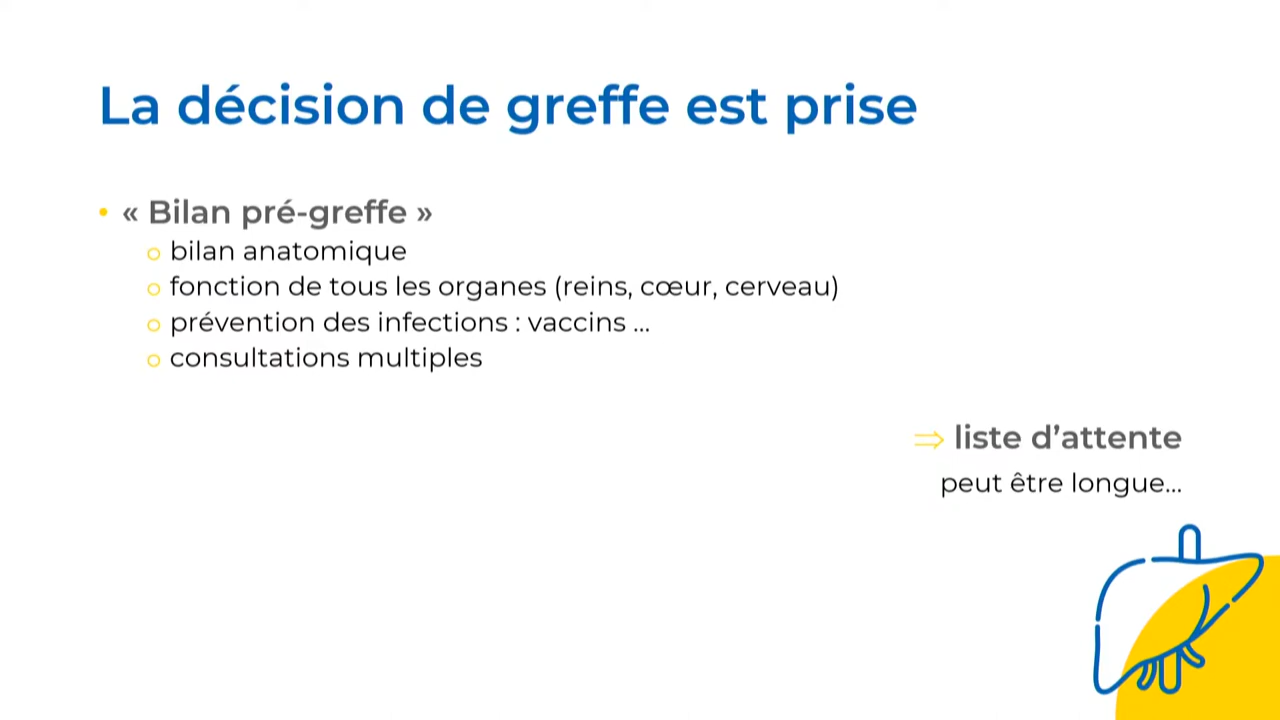 La décision de greffe est prise
• « Bilan pré-greffe »
o bilan anatomique
o fonction de tous les organes (reins, cœur, cerveau)
o prévention des infections : vaccins ...
o consultations multiples
⇒ liste d’attente
peut être longue...